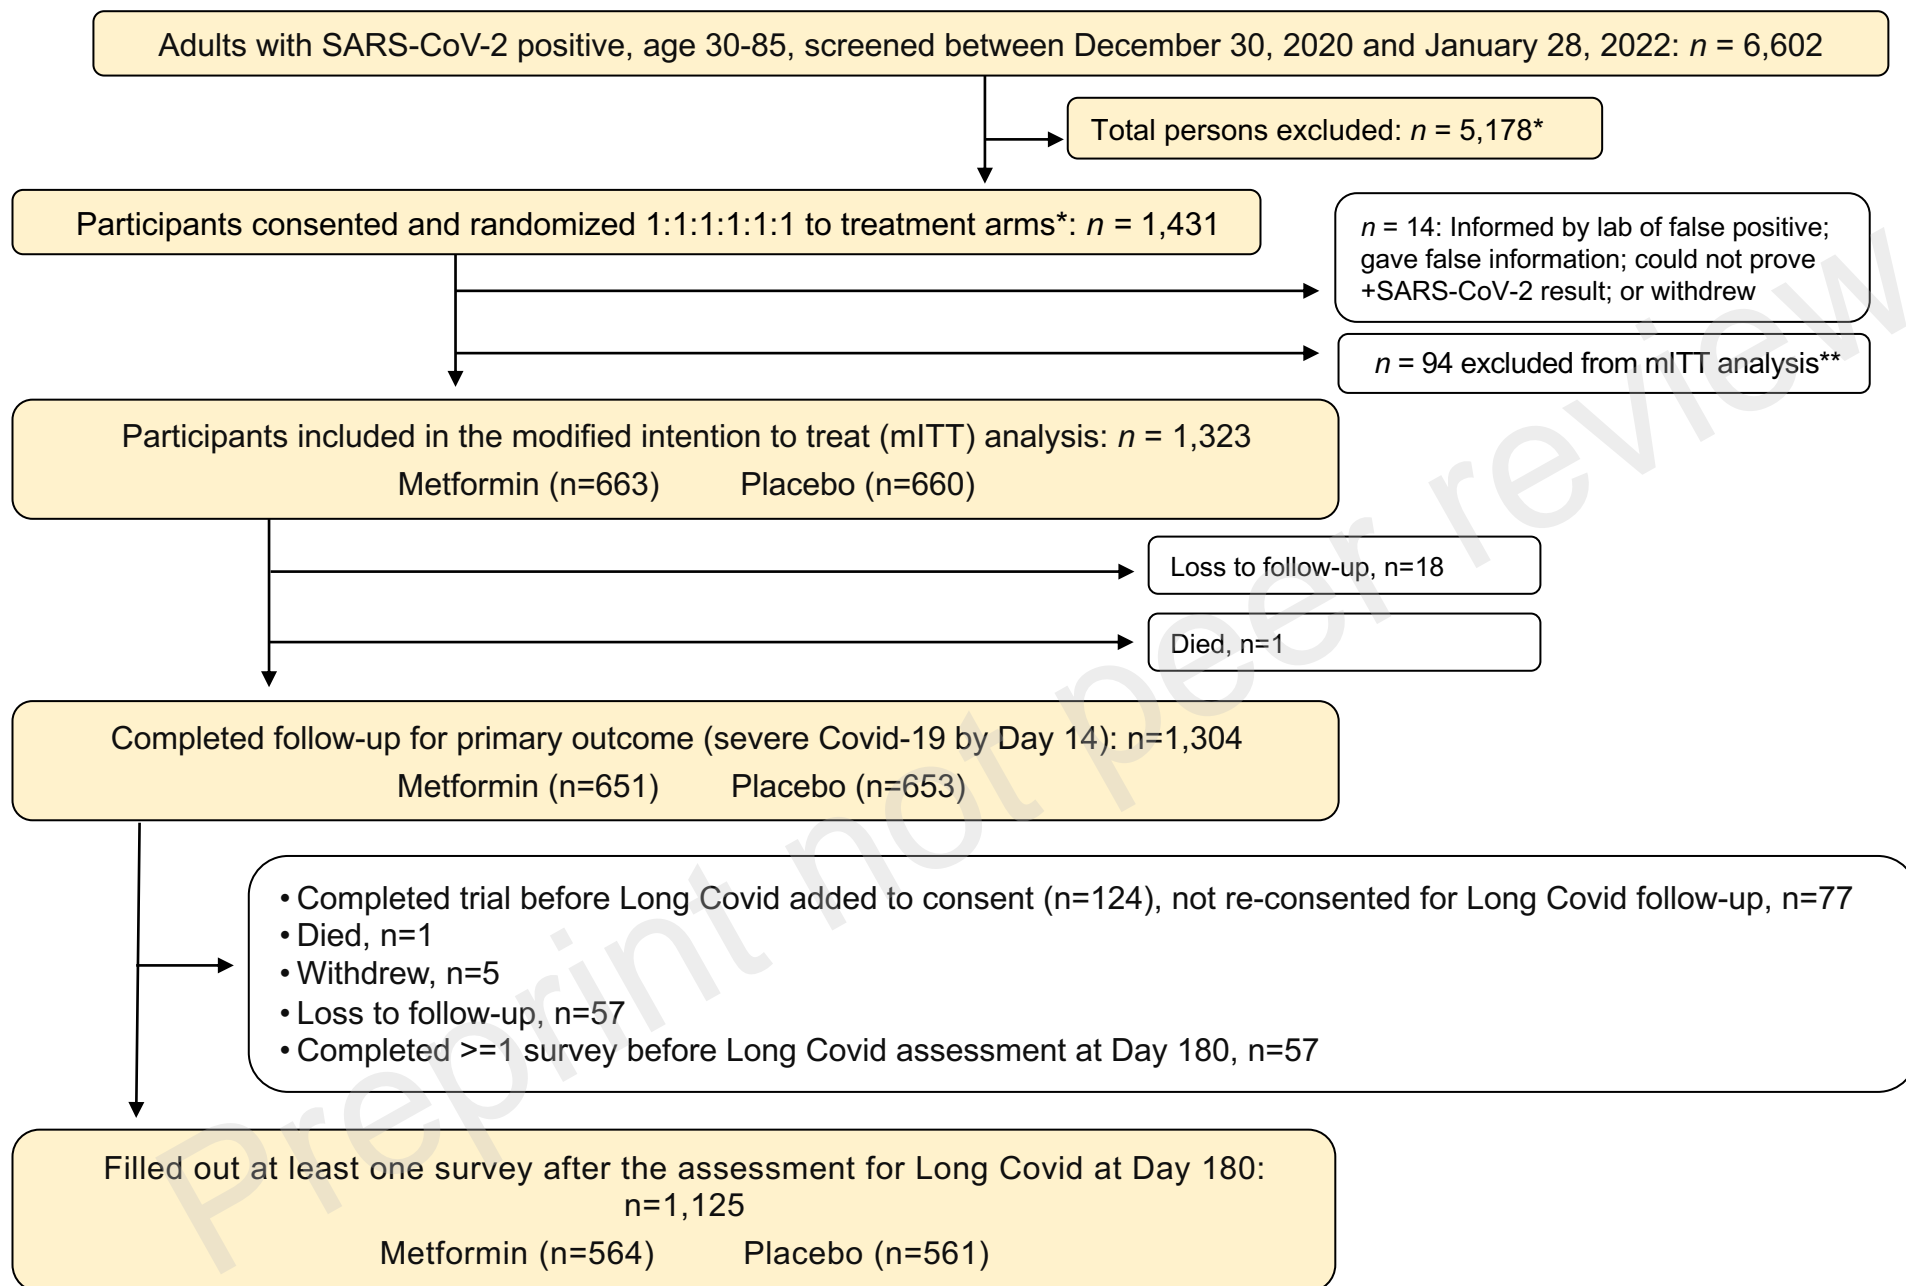 Adults with SARS-CoV-2 positive, age 30-85, screened between December 30, 2020 and January 28, 2022: n = 6,602
Total persons excluded: n = 5,178*
Participants consented and randomized 1:1:1:1:1:1 to treatment arms*: n = 1,431
n = 14: Informed by lab of false positive;
gave false information; could not prove
+SARS-CoV-2 result; or withdrew
n = 94 excluded from mITT analysis**
Participants included in the modified intention to treat (mITT) analysis: n = 1,323
Metformin (n=663) Placebo (n=660)
Loss to follow-up, n=18
Died, n=1
Completed follow-up for primary outcome (severe Covid-19 by Day 14): n=1,304
Metformin (n=651) Placebo (n=653)
• Completed trial before Long Covid added to consent (n=124), not re-consented for Long Covid follow-up, n=77
• Died, n=1
• Withdrew, n=5
• Loss to follow-up, n=57
• Completed >=1 survey before Long Covid assessment at Day 180, n=57
Filled out at least one survey after the assessment for Long Covid at Day 180:
n=1,125
Metformin (n=564) Placebo (n=561)
Preprint not peer review